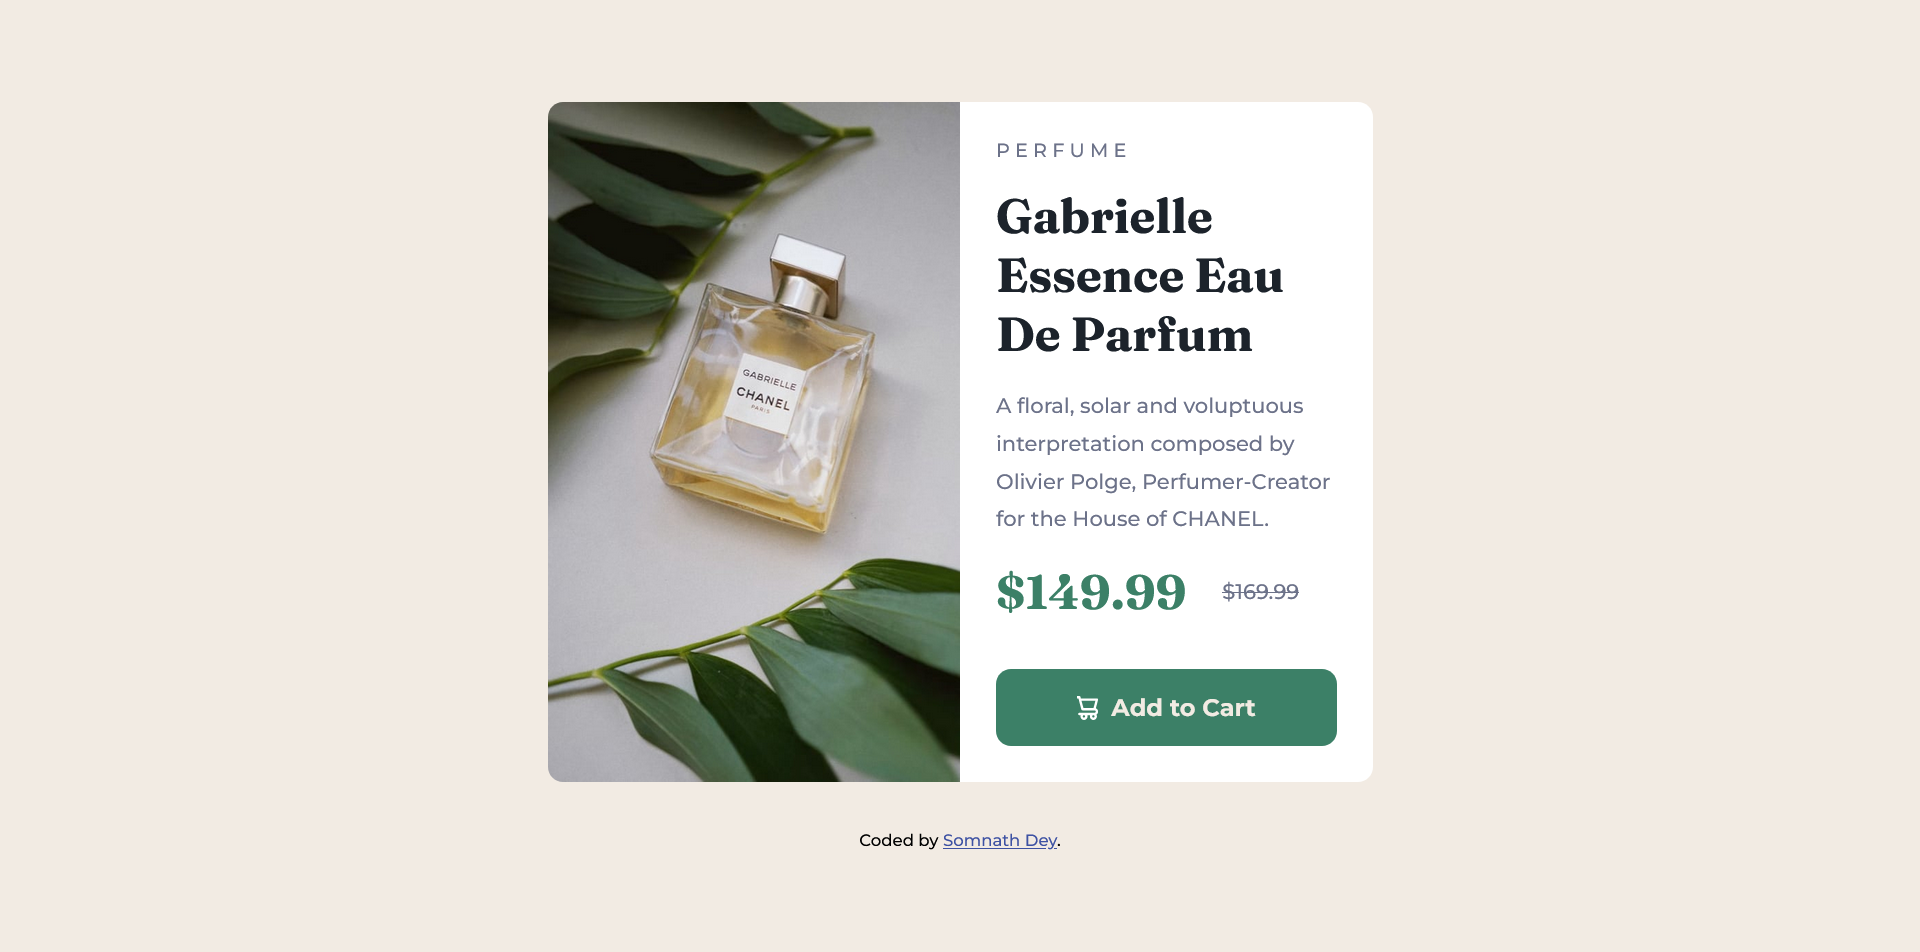 GABRIELLE
CHANEL
PARIS
PERFUME
Gabrielle
Essence Eau
De Parfum
A floral, solar and voluptuous
interpretation composed by
Olivier Polge, Perfumer-Creator
for the House of CHANEL.
$149.99 $169.99
Add to Cart
Coded by Somnath Dey.